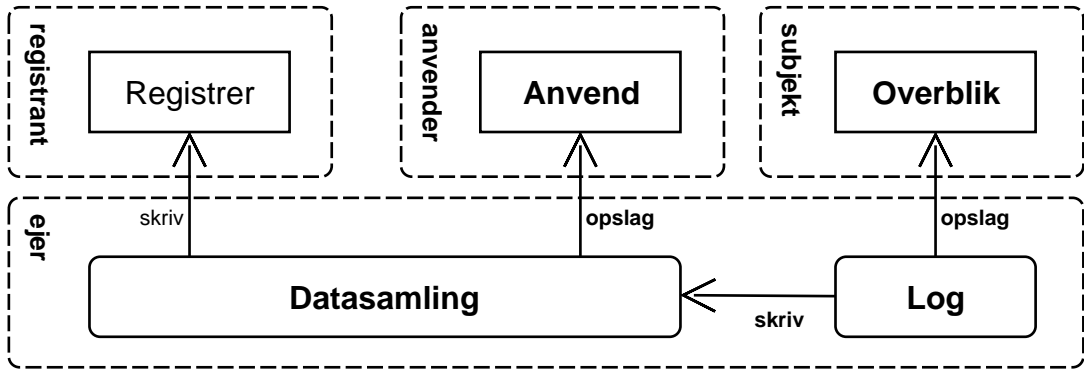 registrant
Registrer
anvender
Anvend
subjekt
Overblik
ejer
skriv
opslag
opslag
Datasamling
skriv
Log